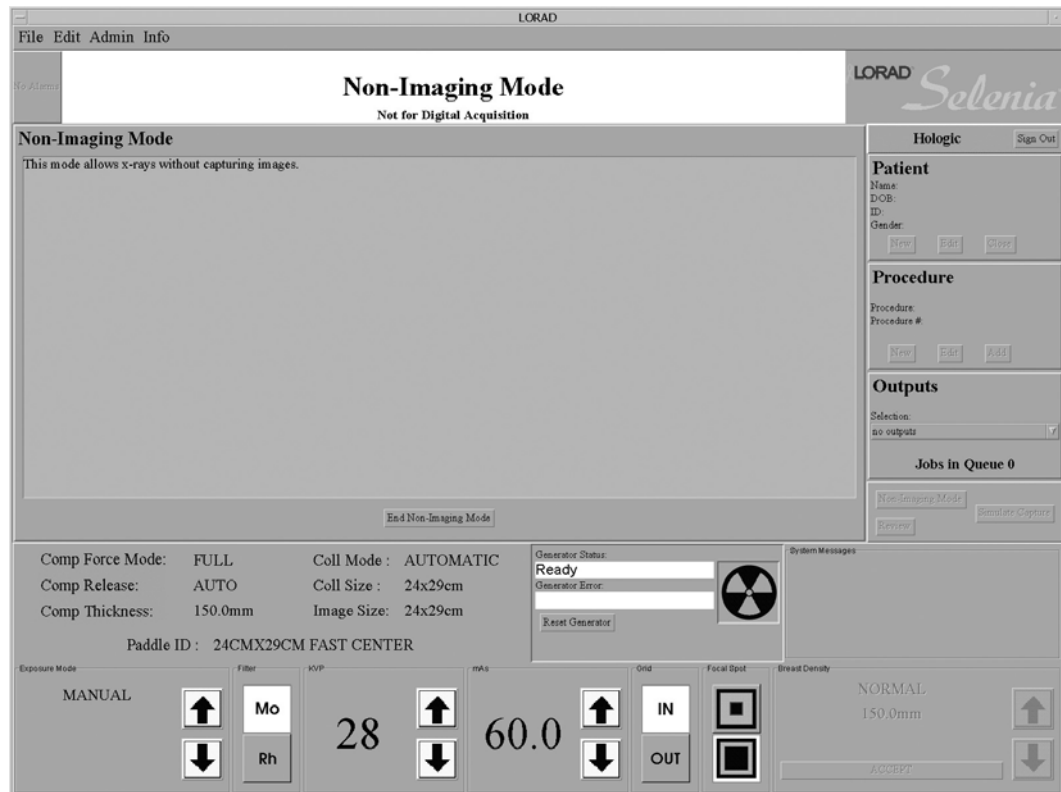 LORAD
File Edit Admin Info
No Alarms
Non-Imaging Mode
Not for Digital Acquisition
LORAD Selenia
Non-Imaging Mode
This mode allows x-rays without capturing images.
End Non-Imaging Mode
Hologic
Sign Out
Patient
Name:
DOB:
ID:
Gender:
New Edit Close
Procedure
Procedure:
Procedure #:
New Edit Add
Outputs
Selection:
no outputs
Jobs in Queue 0
Non-Imaging Mode
Simulate Capture
Review
Comp Force Mode: FULL
Coll Mode : AUTOMATIC
Comp Release: AUTO
Coll Size : 24x29cm
Comp Thickness: 150.0mm
Image Size: 24x29cm
Paddle ID : 24CMX29CM FAST CENTER
Generator Status:
Ready
Generator Error:
Reset Generator
System Messages
Exposure Mode
MANUAL
Filter
Mo
Rh
KVP
28
mAs
60.0
Grid
IN
OUT
Focal Spot
Breast Density
NORMAL
150.0mm
ACCEPT